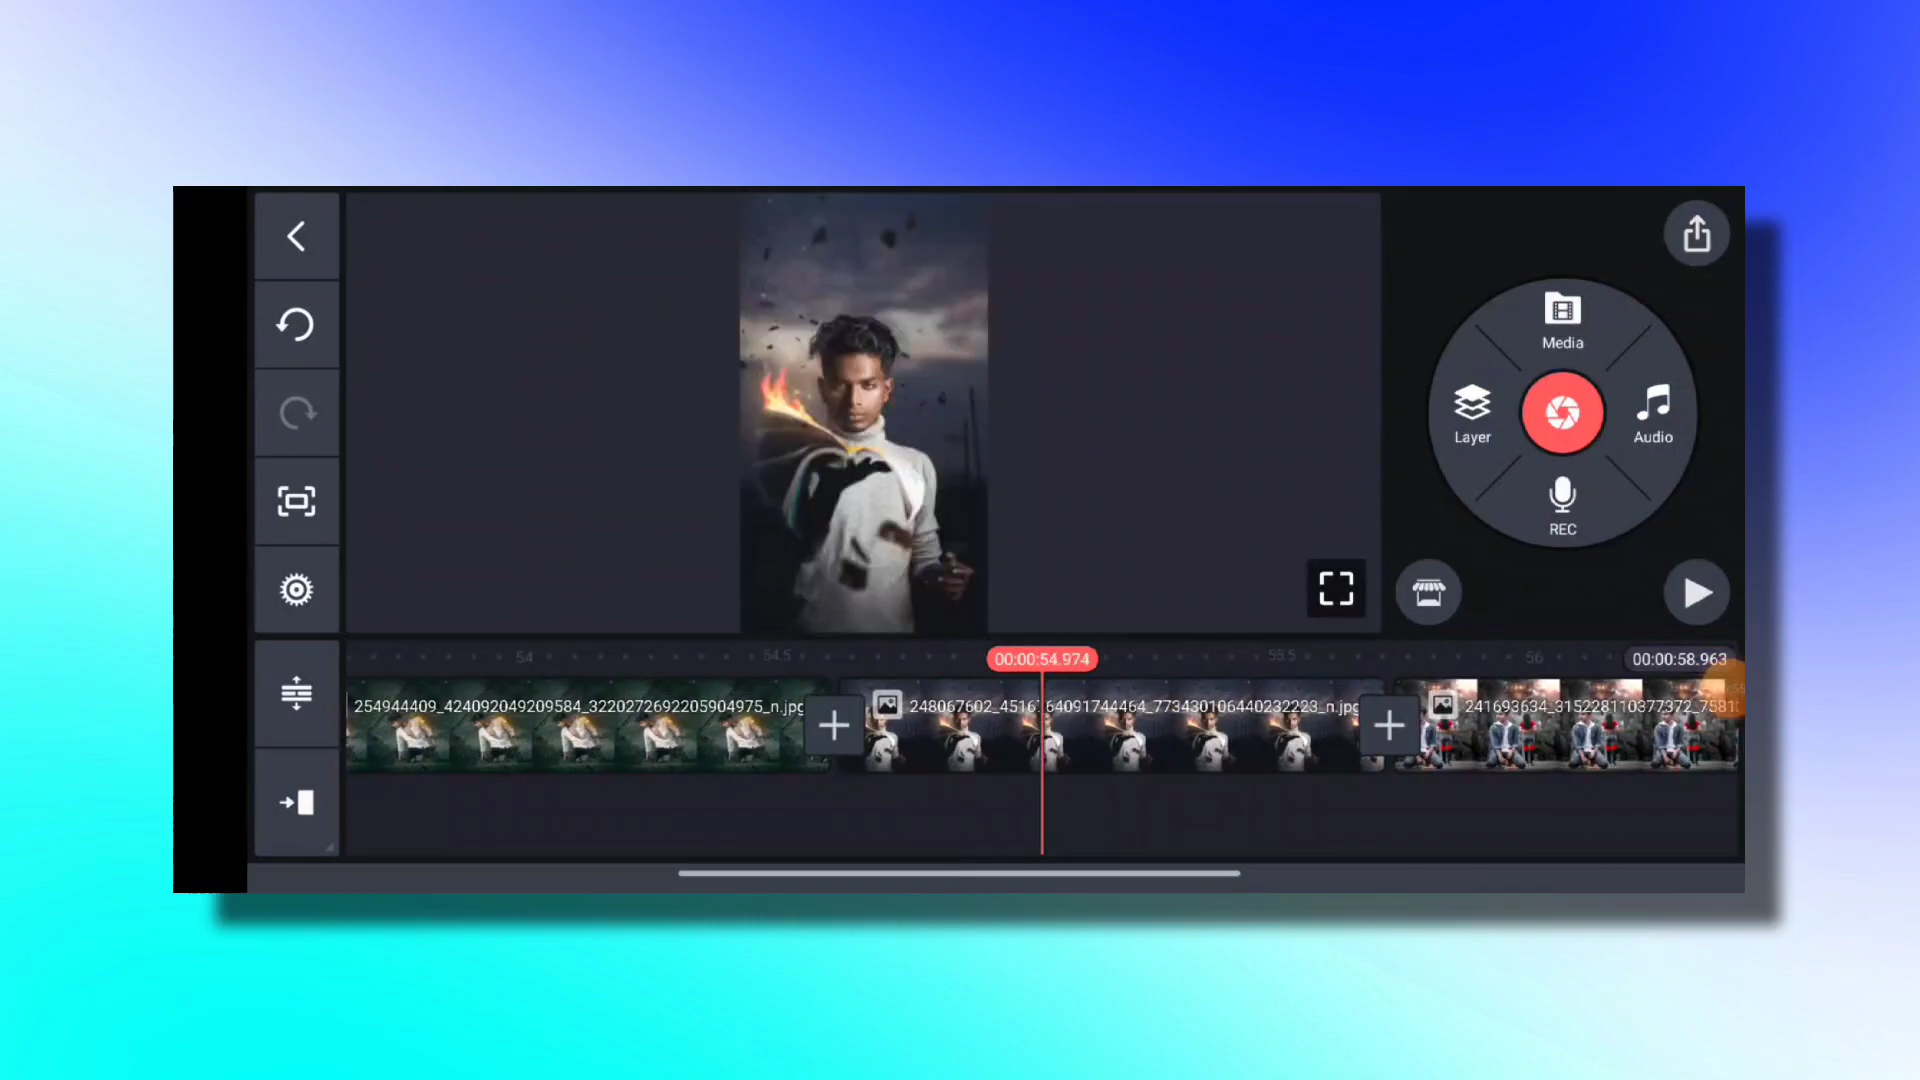 Media
Layer
Audio
REC
54
54.5
00:00:54.974
55.5
56
00:00:58.963
254944409_424092049209584_3220272692205904975_n.jpg
248067602_4516
64091744464_773430106440232223_n.jpg
241693634_315228110377372_7581